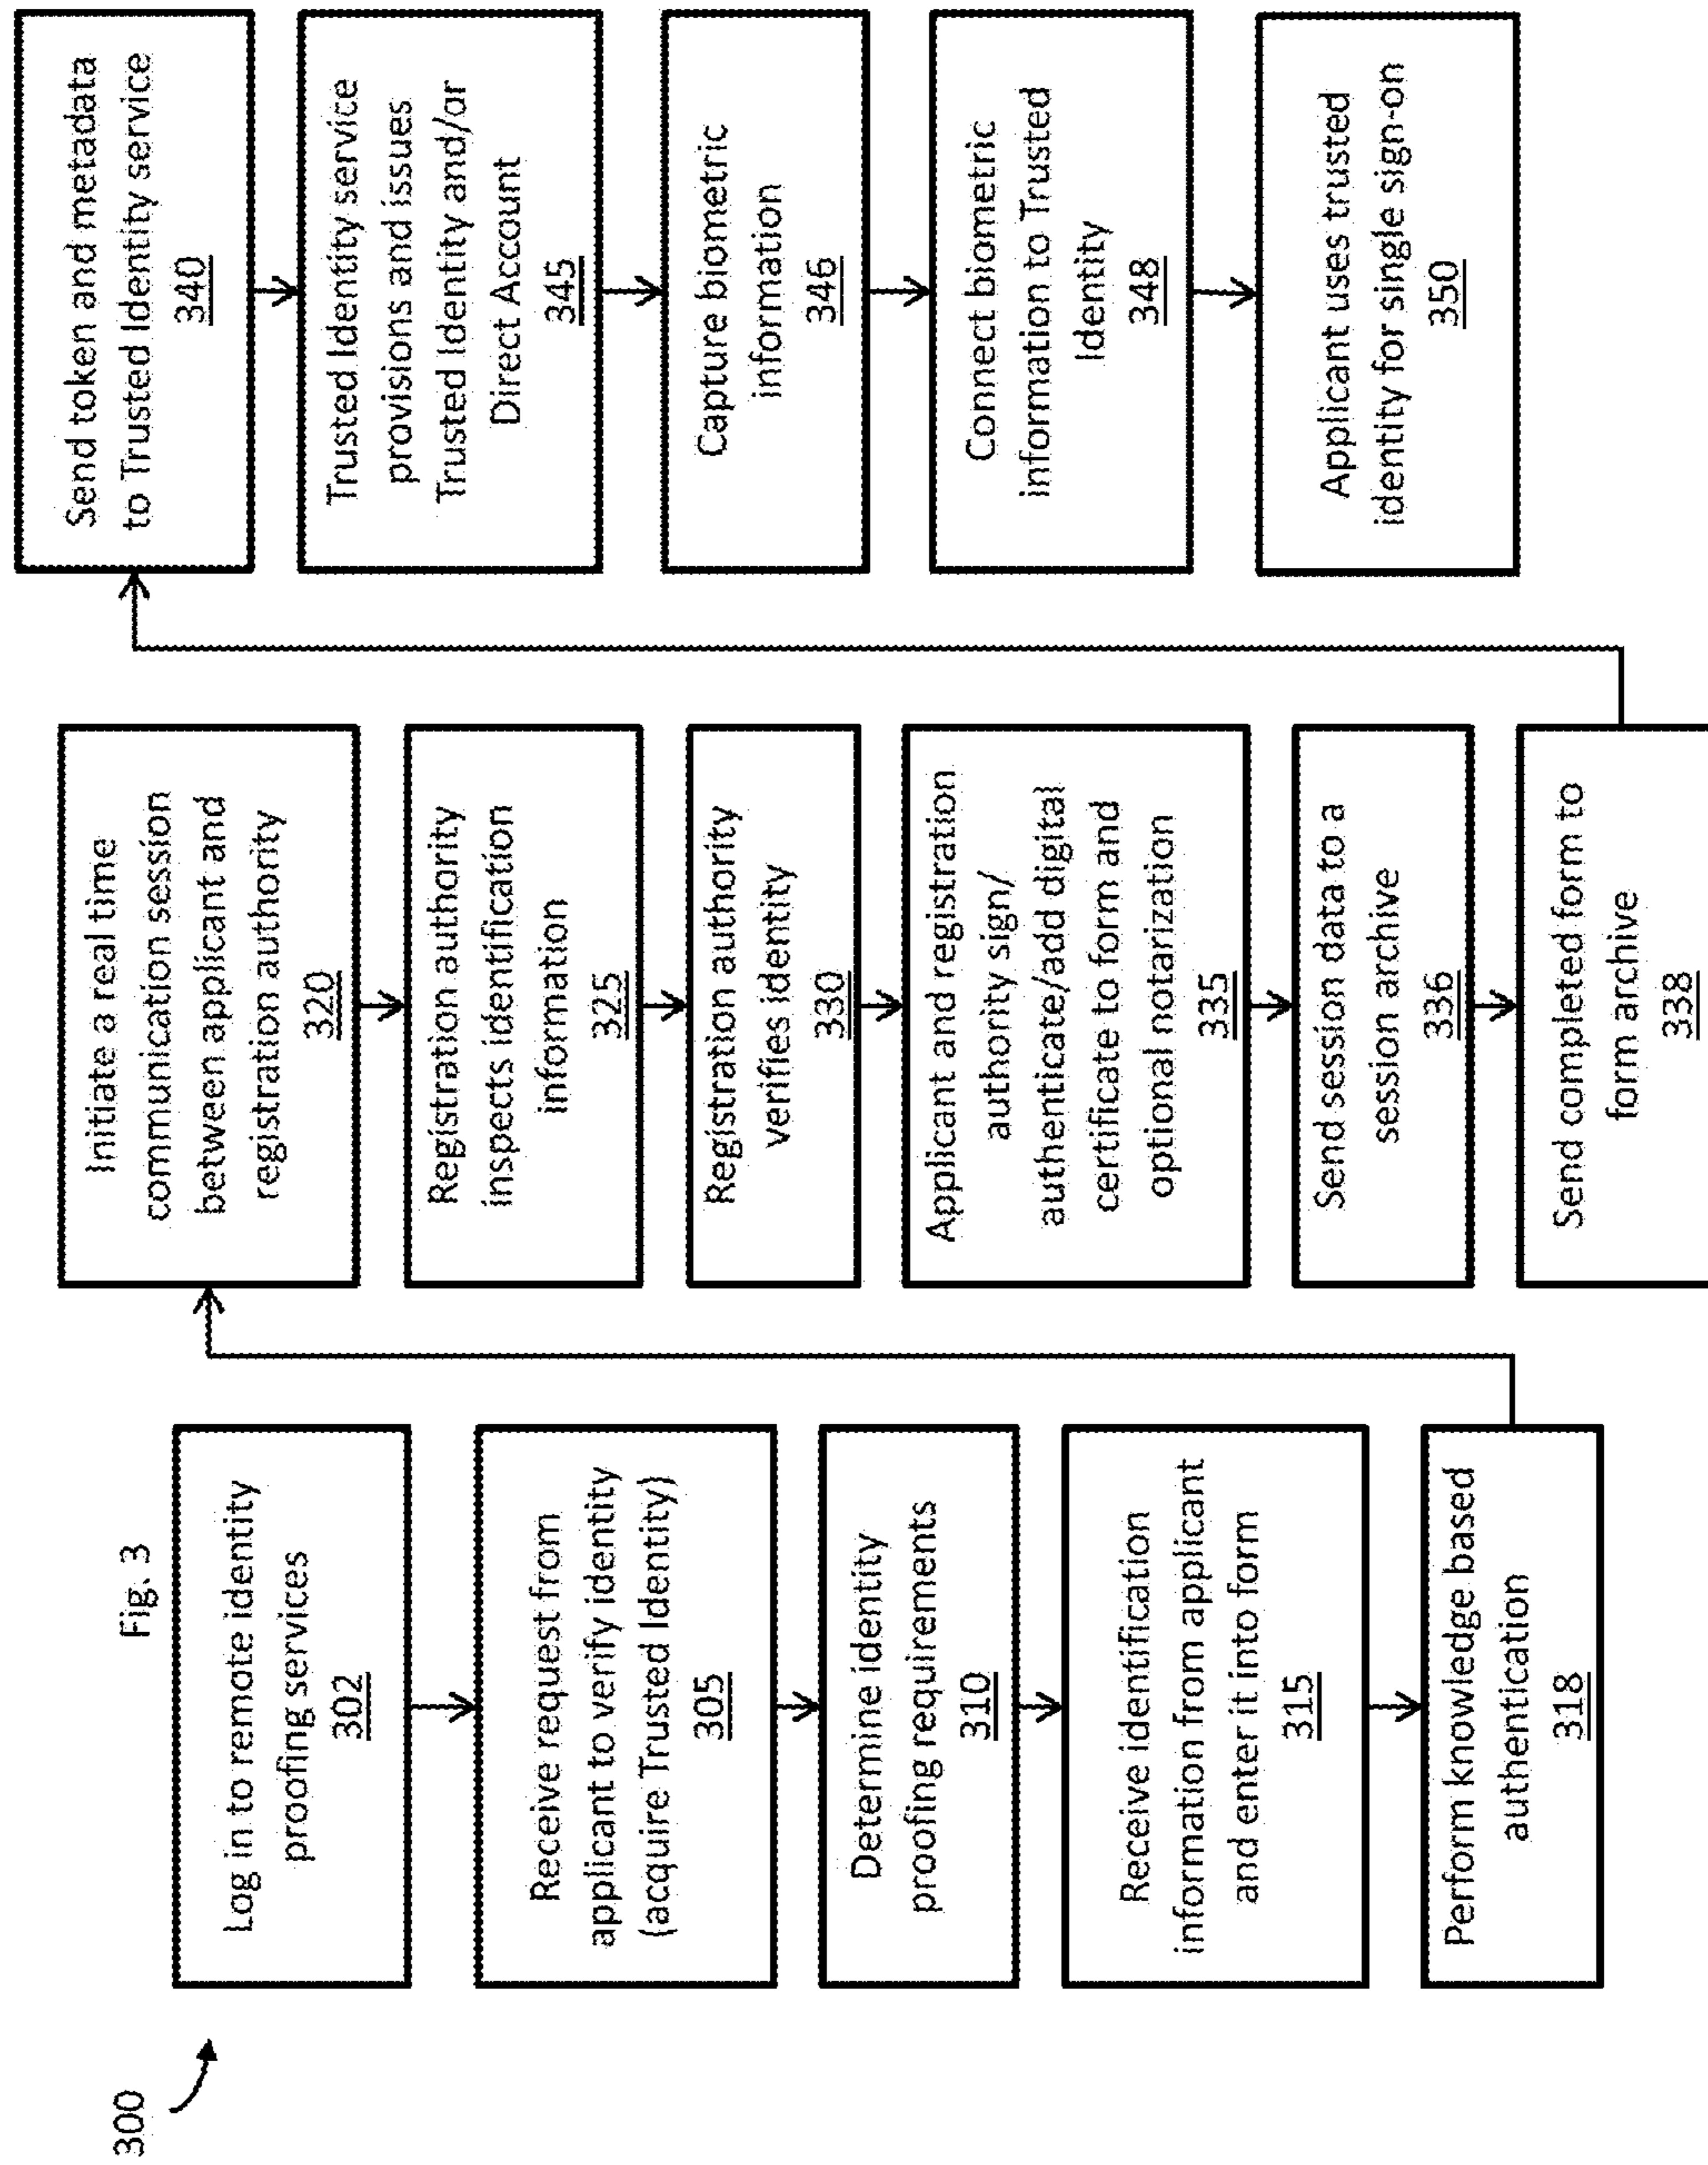 300
Fig. 3
Log in to remote identity
proofing services
302
Receive request from
applicant to verify identity
(acquire Trusted Identity)
305
Determine identity
proofing requirements
310
Receive identification
information from applicant
and enter it into form
315
Perform knowledge based
authentication
318
Initiate a real time
communication session
between applicant and
registration authority
320
Registration authority
inspects identification
information
325
Registration authority
verifies identity
330
Applicant and registration
authority sign/
authenticate/add digital
certificate to form and
optional notarization
335
Send session data to a
session archive
336
Send completed form to
form archive
338
Send token and metadata
to Trusted Identity service
340
Trusted Identity service
provisions and issues
Trusted Identity and/or
Direct Account
345
Capture biometric
information
346
Connect biometric
information to Trusted
Identity
348
Applicant uses trusted
identity for single sign-on
350